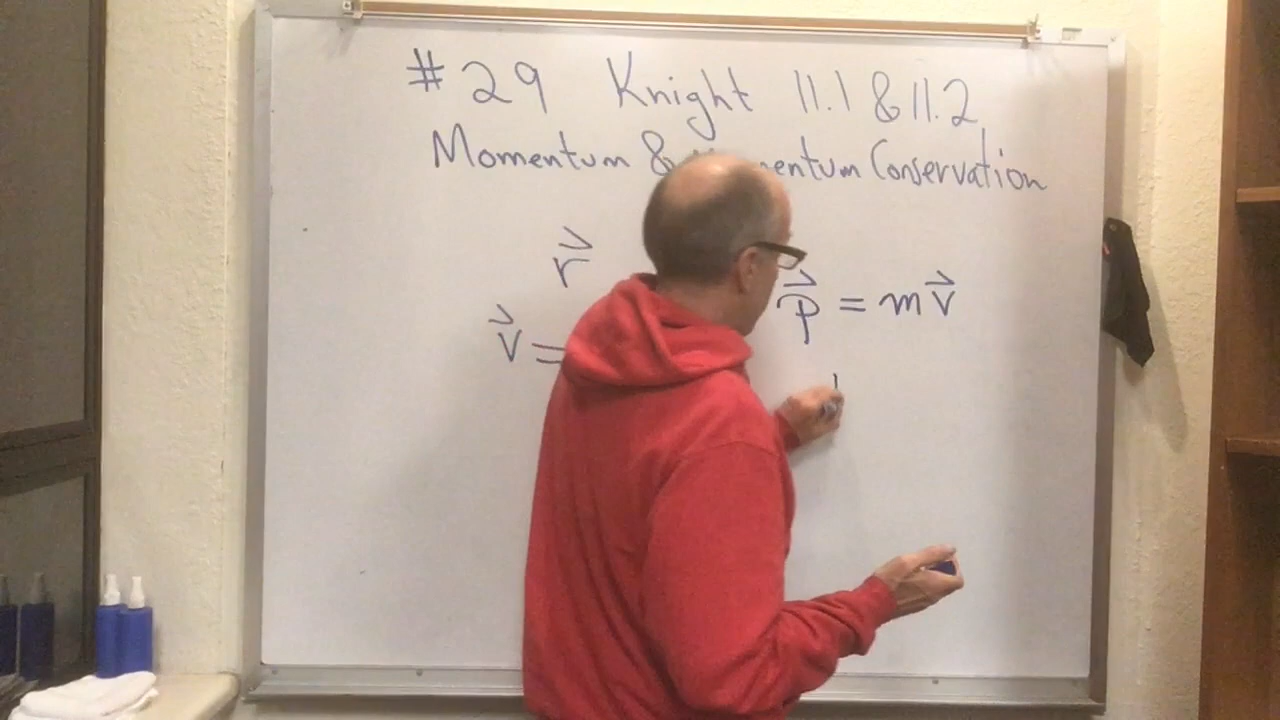 # 29 Knight 11.1 & 11.2
Momentum & Momentum Conservation
r⃗
v⃗ =
p⃗ = mv⃗